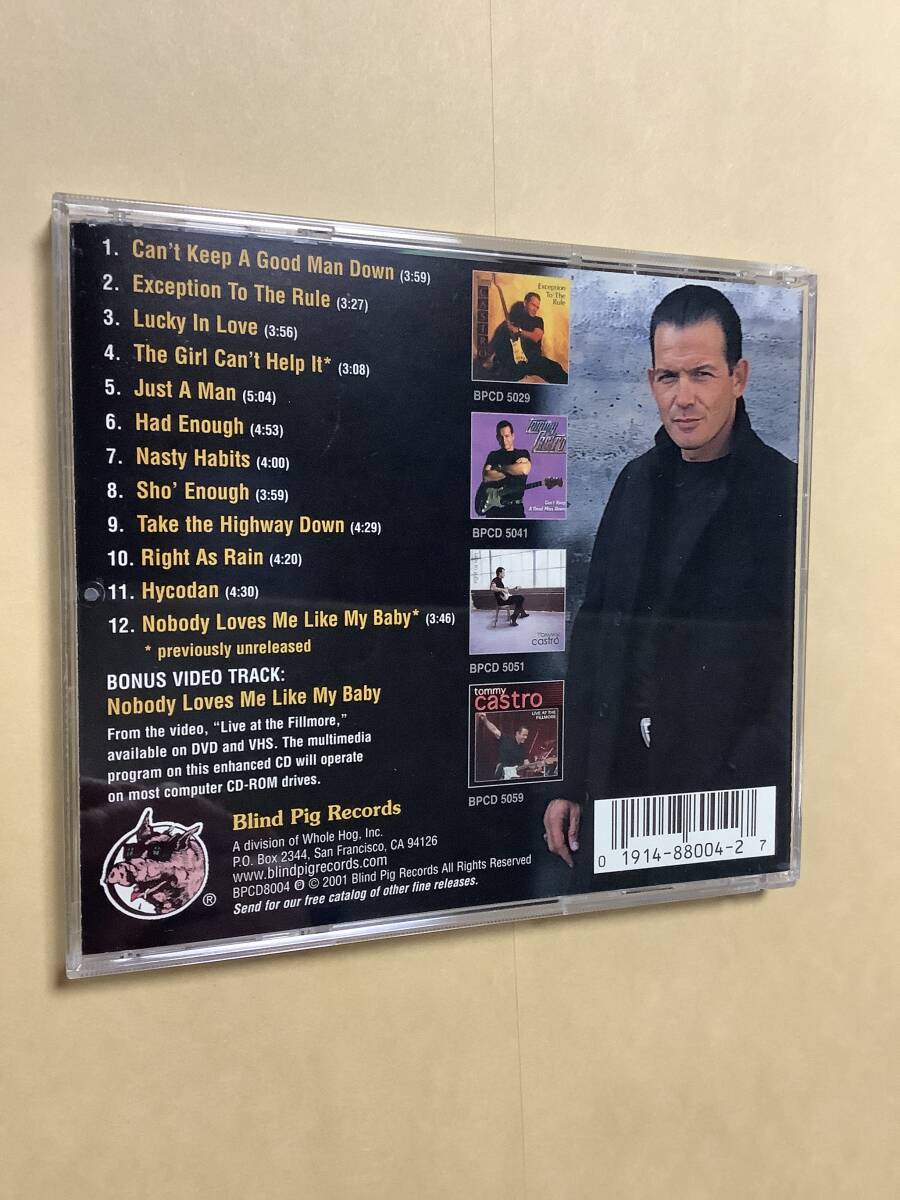 1. Can't Keep A Good Man Down (3:59)
2. Exception To The Rule (3:27)
3. Lucky In Love (3:56)
4. The Girl Can't Help It* (3:08)
5. Just A Man (5:04)
6. Had Enough (4:53)
7. Nasty Habits (4:00)
8. Sho' Enough (3:59)
9. Take the Highway Down (4:29)
10. Right As Rain (4:20)
11. Hycodan (4:30)
12. Nobody Loves Me Like My Baby* (3:46)
* previously unreleased
BONUS VIDEO TRACK:
Nobody Loves Me Like My Baby
From the video, "Live at the Fillmore,"
available on DVD and VHS. The multimedia
program on this enhanced CD will operate
on most computer CD-ROM drives.
Blind Pig Records
A division of Whole Hog, Inc.
P.O. Box 2344, San Francisco, CA 94126
www.blindpigrecords.com
BPCD8004 ℗ © 2001 Blind Pig Records All Rights Reserved
Send for our free catalog of other fine releases.
®
Exception
To The
Rule
BPCD 5029
Tommy
Castro
Can't Keep
A Good Man Down
BPCD 5041
castro
BPCD 5051
tommy
castro
LIVE AT THE
FILLMORE
BPCD 5059
0 1914-88004-2 7